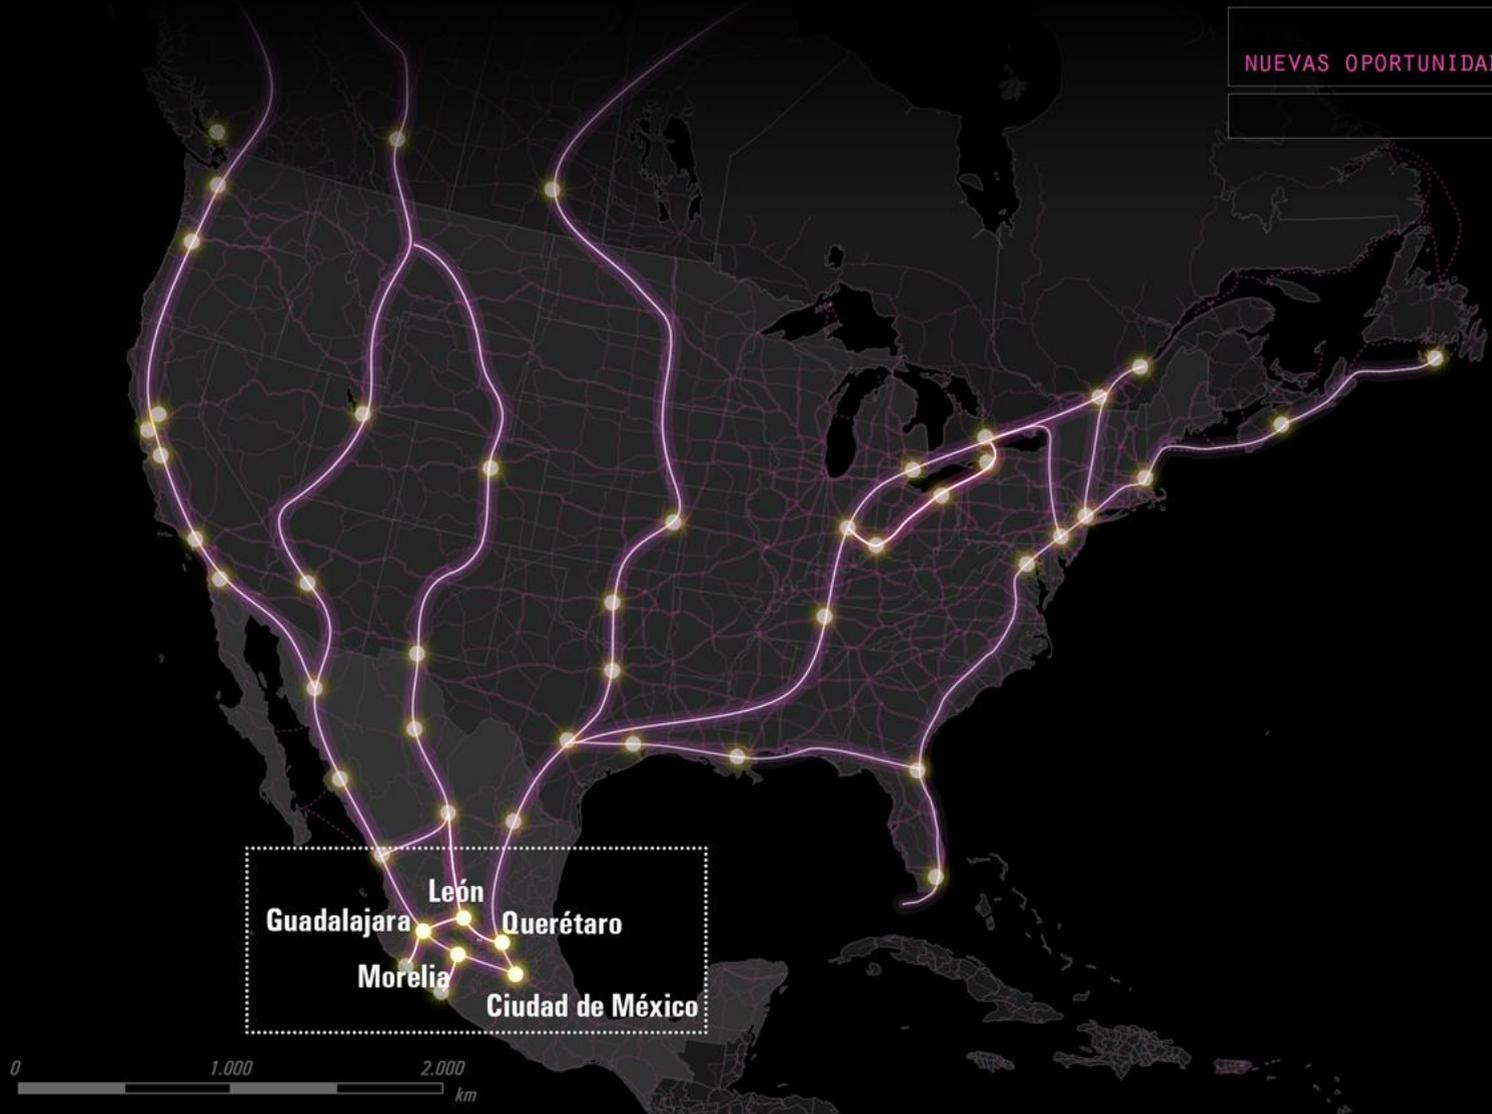 NUEVAS OPORTUNIDA
León
Guadalajara
Querétaro
Morelia
Ciudad de México
0 1.000 2.000
km